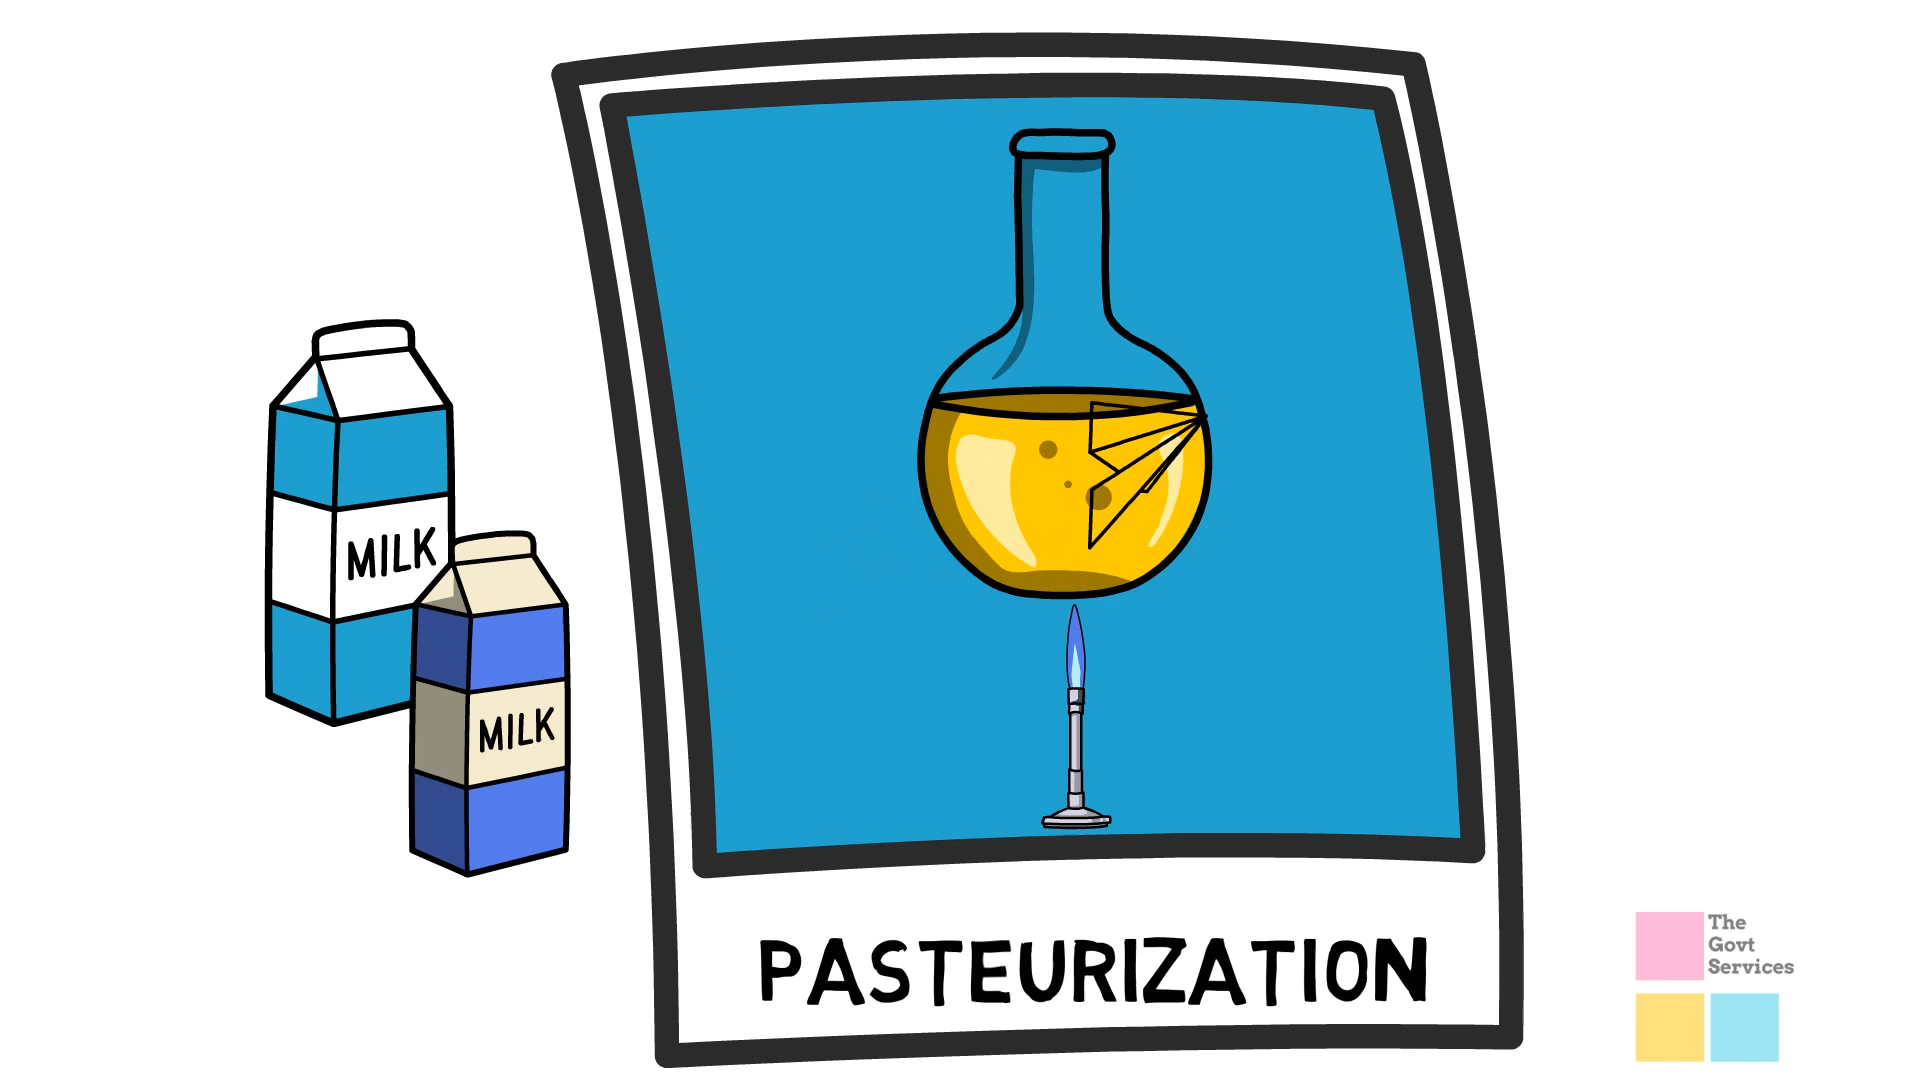 MILK
MILK
PASTEURIZATION
The
Govt
Services